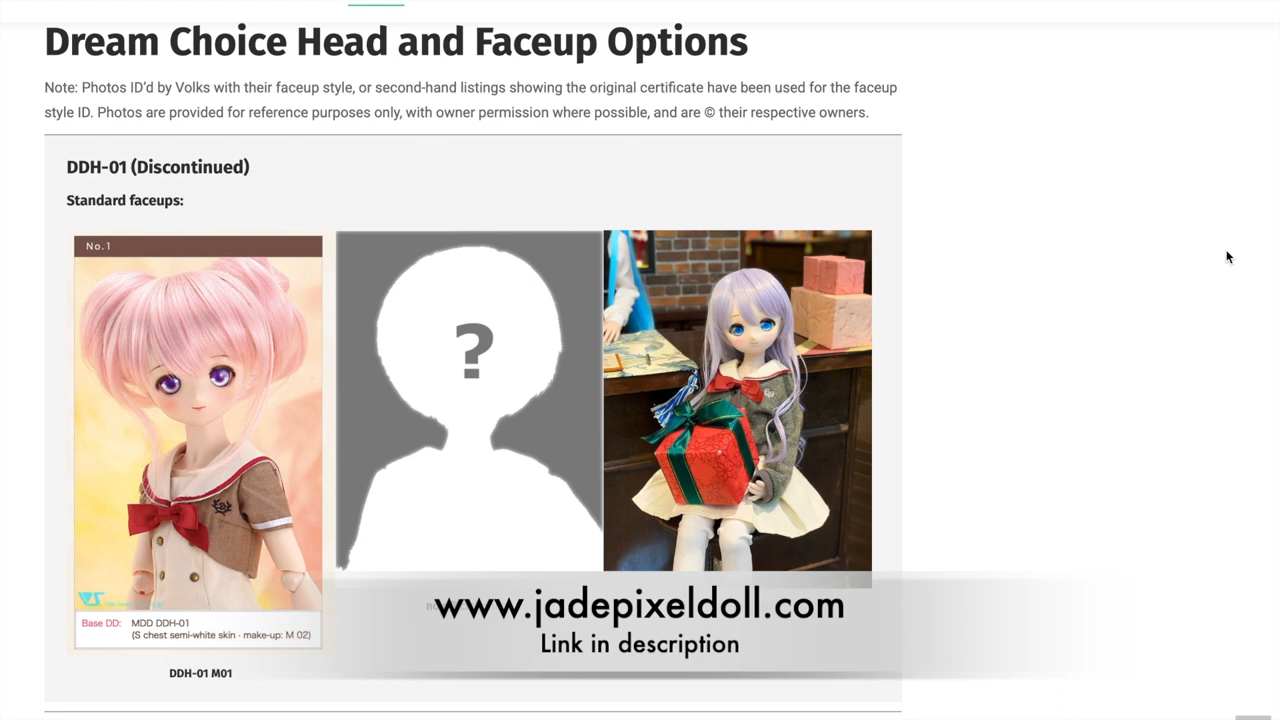 Dream Choice Head and Faceup Options
Note: Photos ID'd by Volks with their faceup style, or second-hand listings showing the original certificate have been used for the faceup
style ID. Photos are provided for reference purposes only, with owner permission where possible, and are © their respective owners.
DDH-01 (Discontinued)
Standard faceups:
No.1
?
VS
Base DD: MDD DDH-01
(S chest semi-white skin · make-up: M 02)
DDH-01 M01
www.jadepixeldoll.com
Link in description